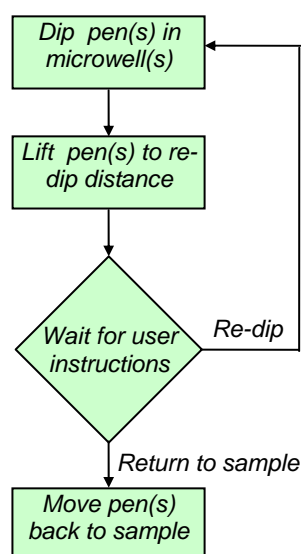 Dip pen(s) in
microwell(s)
Lift pen(s) to re-
dip distance
Wait for user
instructions
Re-dip
Return to sample
Move pen(s)
back to sample